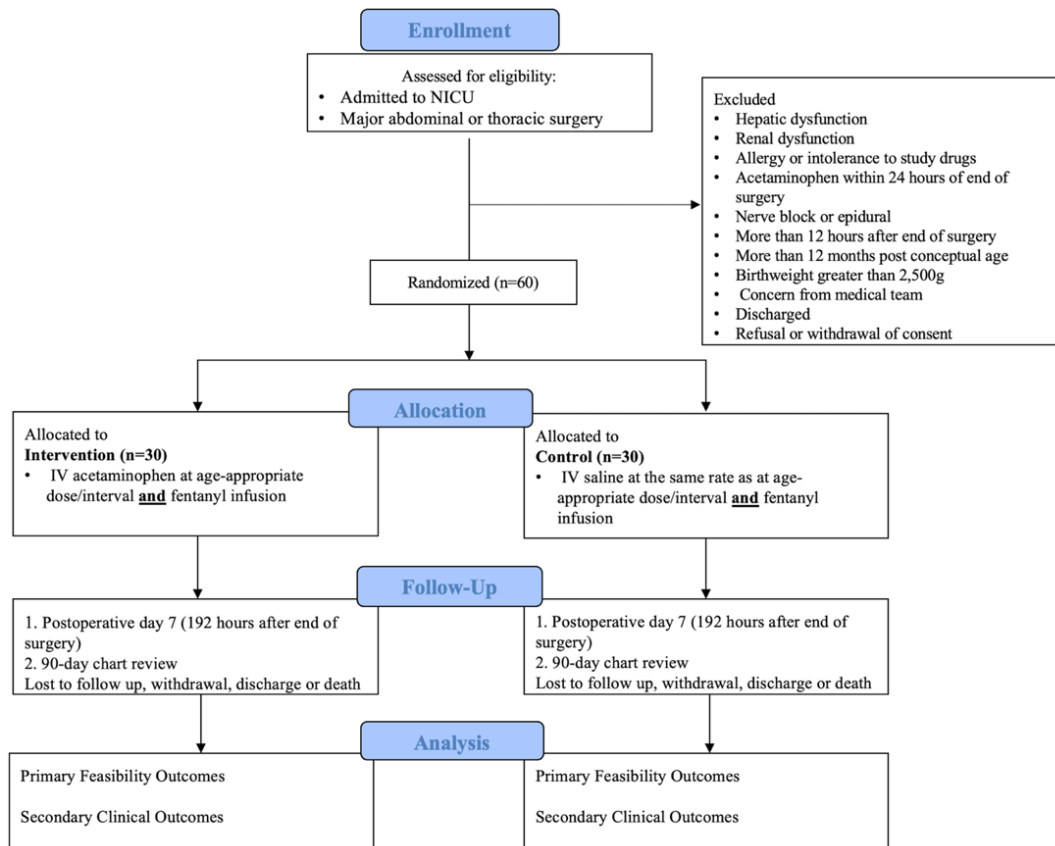 Enrollment
Assessed for eligibility:
• Admitted to NICU
• Major abdominal or thoracic surgery
Excluded
• Hepatic dysfunction
• Renal dysfunction
• Allergy or intolerance to study drugs
• Acetaminophen within 24 hours of end of
surgery
• Nerve block or epidural
• More than 12 hours after end of surgery
• More than 12 months post conceptual age
• Birthweight greater than 2,500g
• Concern from medical team
• Discharged
• Refusal or withdrawal of consent
Randomized (n=60)
Allocation
Allocated to
Intervention (n=30)
• IV acetaminophen at age-appropriate
dose/interval and fentanyl infusion
Allocated to
Control (n=30)
• IV saline at the same rate as at age-
appropriate dose/interval and fentanyl
infusion
Follow-Up
1. Postoperative day 7 (192 hours after end of
surgery)
2. 90-day chart review
Lost to follow up, withdrawal, discharge or death
1. Postoperative day 7 (192 hours after end of
surgery)
2. 90-day chart review
Lost to follow up, withdrawal, discharge or death
Analysis
Primary Feasibility Outcomes
Secondary Clinical Outcomes
Primary Feasibility Outcomes
Secondary Clinical Outcomes